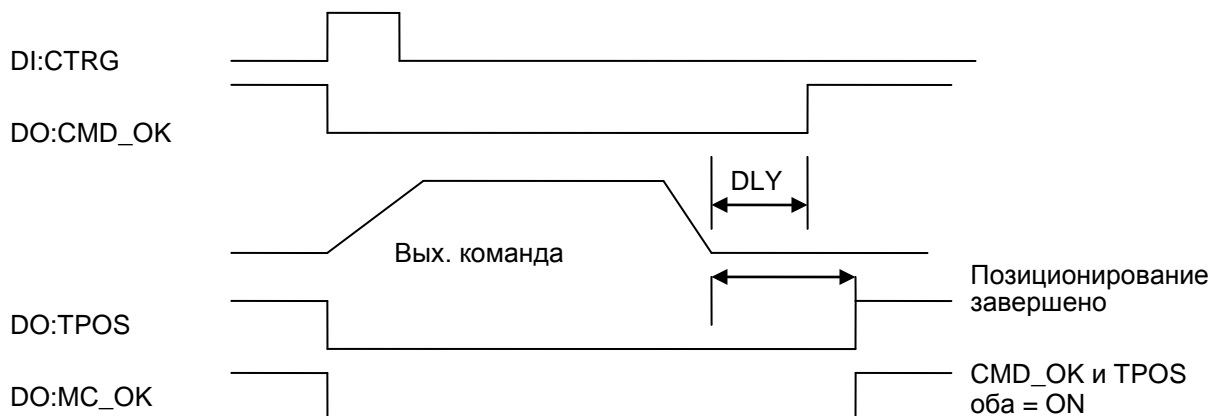 DI:CTRG
DO:CMD_OK
DLY
Вых. команда
Позиционирование
завершено
DO:TPOS
DO:MC_OK
CMD_OK и TPOS
оба = ON